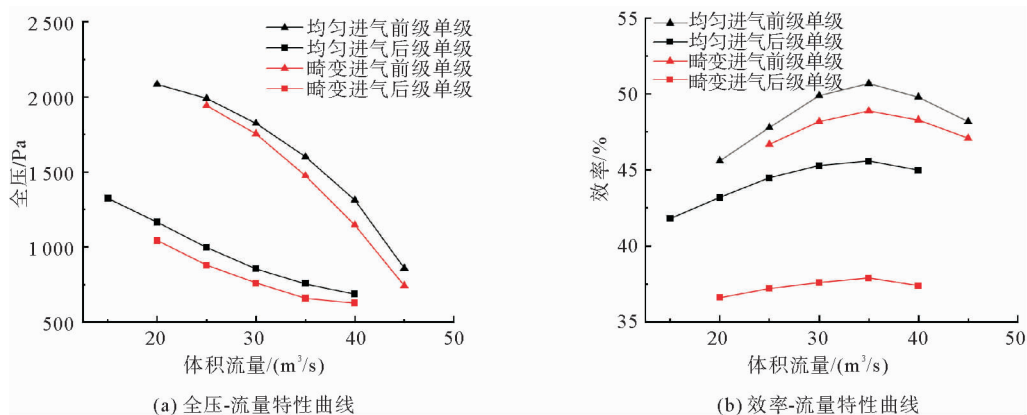 均匀进气前级单级
均匀进气后级单级
畸变进气前级单级
畸变进气后级单级
2 500
2 000
1 500
1 000
500
全压/Pa
20
30
40
50
体积流量/(m³/s)
(a) 全压-流量特性曲线
均匀进气前级单级
均匀进气后级单级
畸变进气前级单级
畸变进气后级单级
55
50
45
40
35
效率/%
20
30
40
50
体积流量/(m³/s)
(b) 效率-流量特性曲线